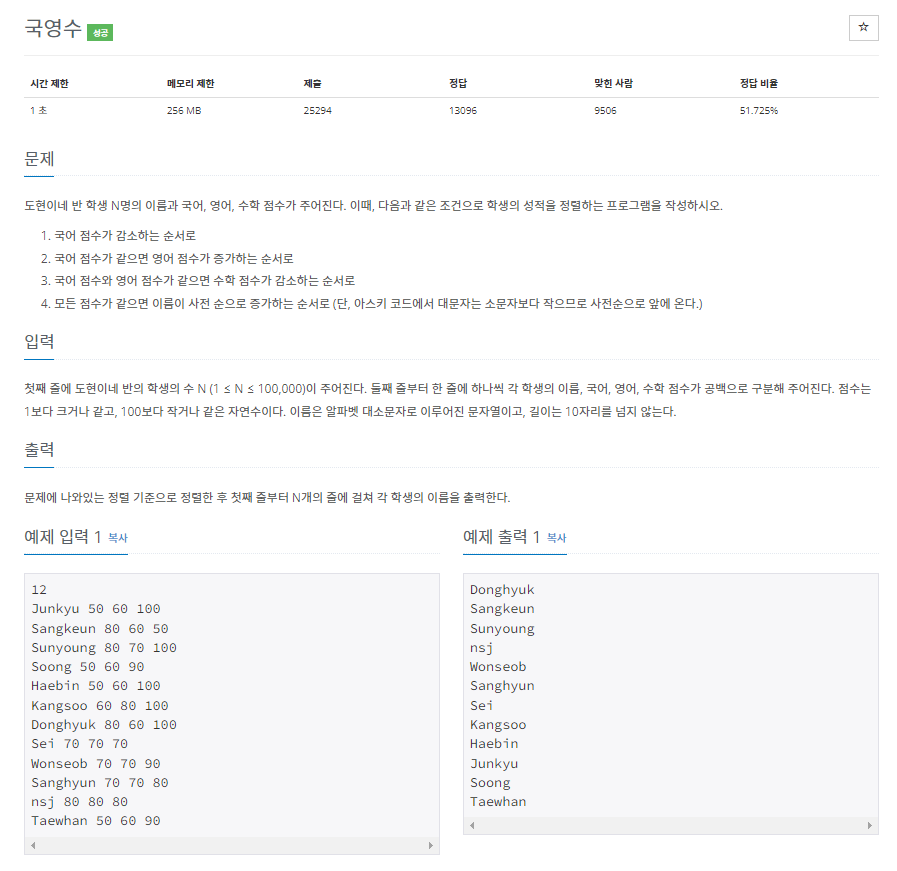 국영수 성공
☆
시간 제한 메모리 제한 제출 정답 맞힌 사람 정답 비율
1 초 256 MB 25294 13096 9506 51.725%
문제
도현이네 반 학생 N명의 이름과 국어, 영어, 수학 점수가 주어진다. 이때, 다음과 같은 조건으로 학생의 성적을 정렬하는 프로그램을 작성하시오.
1. 국어 점수가 감소하는 순서로
2. 국어 점수가 같으면 영어 점수가 증가하는 순서로
3. 국어 점수와 영어 점수가 같으면 수학 점수가 감소하는 순서로
4. 모든 점수가 같으면 이름이 사전 순으로 증가하는 순서로 (단, 아스키 코드에서 대문자는 소문자보다 작으므로 사전순으로 앞에 온다.)
입력
첫째 줄에 도현이네 반의 학생의 수 N (1 ≤ N ≤ 100,000)이 주어진다. 둘째 줄부터 한 줄에 하나씩 각 학생의 이름, 국어, 영어, 수학 점수가 공백으로 구분해 주어진다. 점수는
1보다 크거나 같고, 100보다 작거나 같은 자연수이다. 이름은 알파벳 대소문자로 이루어진 문자열이고, 길이는 10자리를 넘지 않는다.
출력
문제에 나와있는 정렬 기준으로 정렬한 후 첫째 줄부터 N개의 줄에 걸쳐 각 학생의 이름을 출력한다.
예제 입력 1 복사
12
Junkyu 50 60 100
Sangkeun 80 60 50
Sunyoung 80 70 100
Soong 50 60 90
Haebin 50 60 100
Kangsoo 60 80 100
Donghyuk 80 60 100
Sei 70 70 70
Wonseob 70 70 90
Sanghyun 70 70 80
nsj 80 80 80
Taewhan 50 60 90
예제 출력 1 복사
Donghyuk
Sangkeun
Sunyoung
nsj
Wonseob
Sanghyun
Sei
Kangsoo
Haebin
Junkyu
Soong
Taewhan